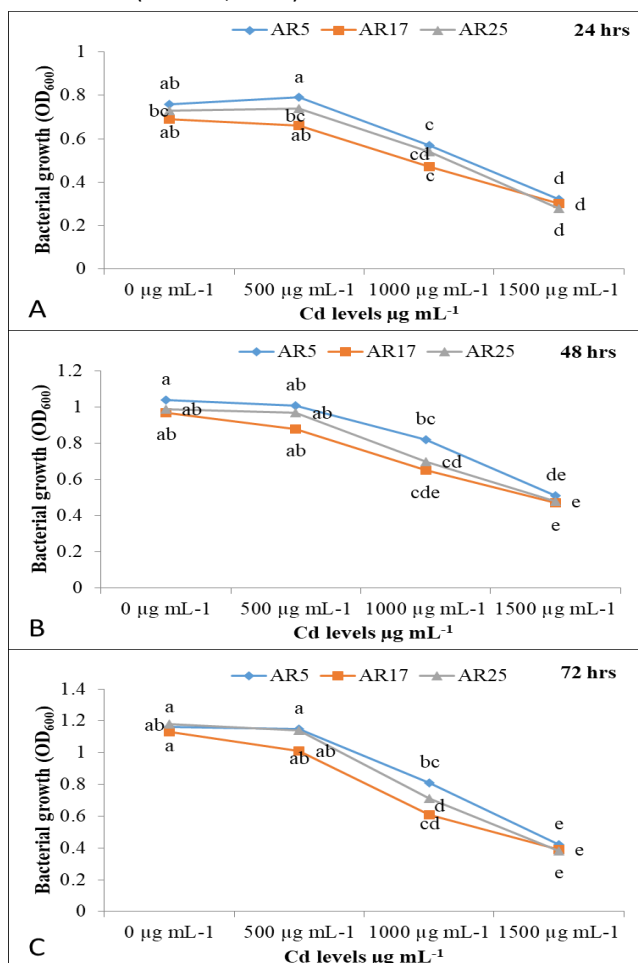 AR5 AR17 AR25 24 hrs
1
0.8
0.6
0.4
0.2
0
Bacterial growth (OD600)
ab a
bc bc c
ab ab cd d
c d
d
0 µg mL-1 500 µg mL-1 1000 µg mL-1 1500 µg mL-1
A Cd levels µg mL-1
AR5 AR17 AR25 48 hrs
1.2
1
0.8
0.6
0.4
0.2
0
Bacterial growth (OD600)
a ab
ab ab bc
ab ab cd de
cde e
e
0 µg mL-1 500 µg mL-1 1000 µg mL-1 1500 µg mL-1
B Cd levels µg mL-1
AR5 AR17 AR25 72 hrs
1.4
1.2
1
0.8
0.6
0.4
0.2
0
Bacterial growth (OD600)
a a
ab ab bc
a ab d e
cd e
e
0 µg mL-1 500 µg mL-1 1000 µg mL-1 1500 µg mL-1
C Cd levels µg mL-1